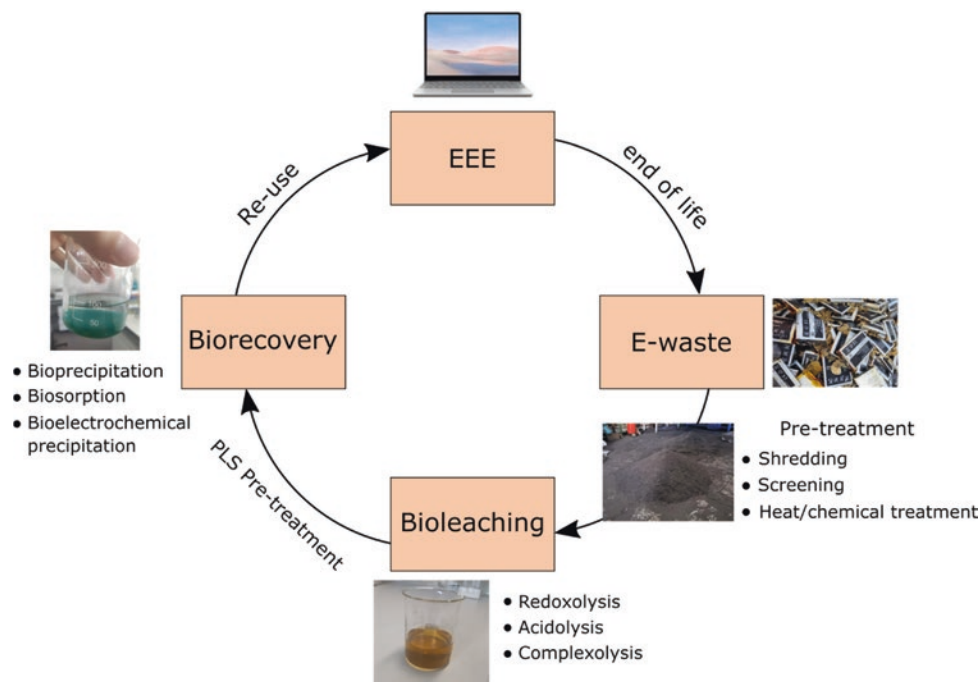 EEE
end of life
E-waste
Pre-treatment
• Shredding
• Screening
• Heat/chemical treatment
Bioleaching
• Redoxolysis
• Acidolysis
• Complexolysis
PLS Pre-treatment
Biorecovery
• Bioprecipitation
• Biosorption
• Bioelectrochemical
precipitation
Re-use
50